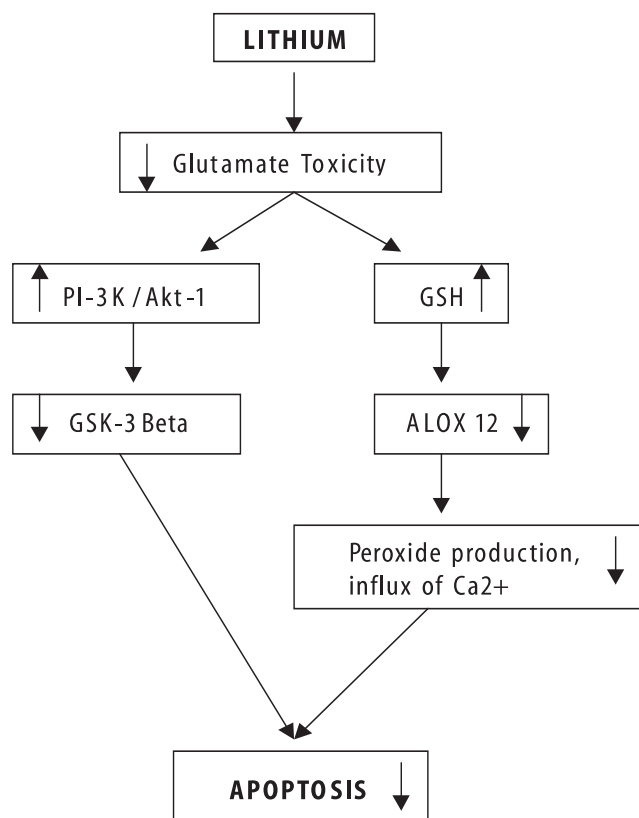 LITHIUM
Glutamate Toxicity
PI-3K / Akt-1
GSH
GSK-3 Beta
ALOX 12
Peroxide production,
influx of Ca2+
APOPTOSIS